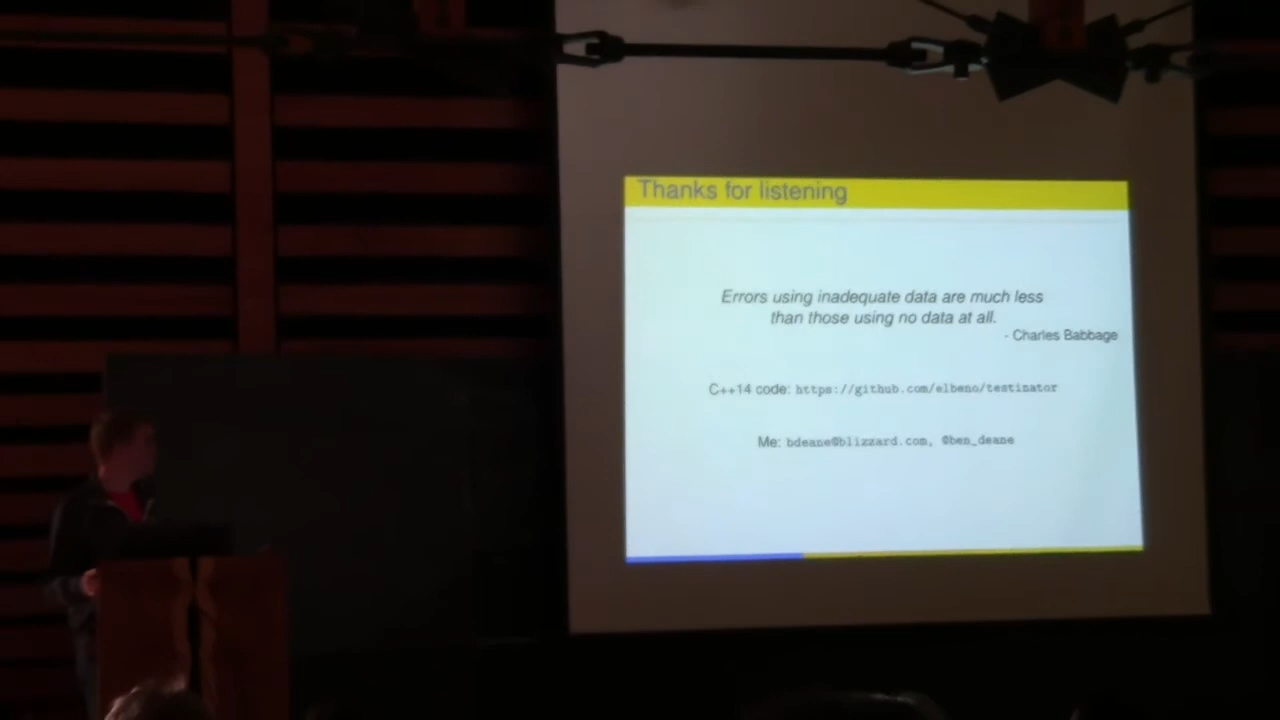 Thanks for listening
Errors using inadequate data are much less
than those using no data at all.
- Charles Babbage
C++14 code: https://github.com/elbeno/testinator
Me: bdeane@blizzard.com, @ben_deane